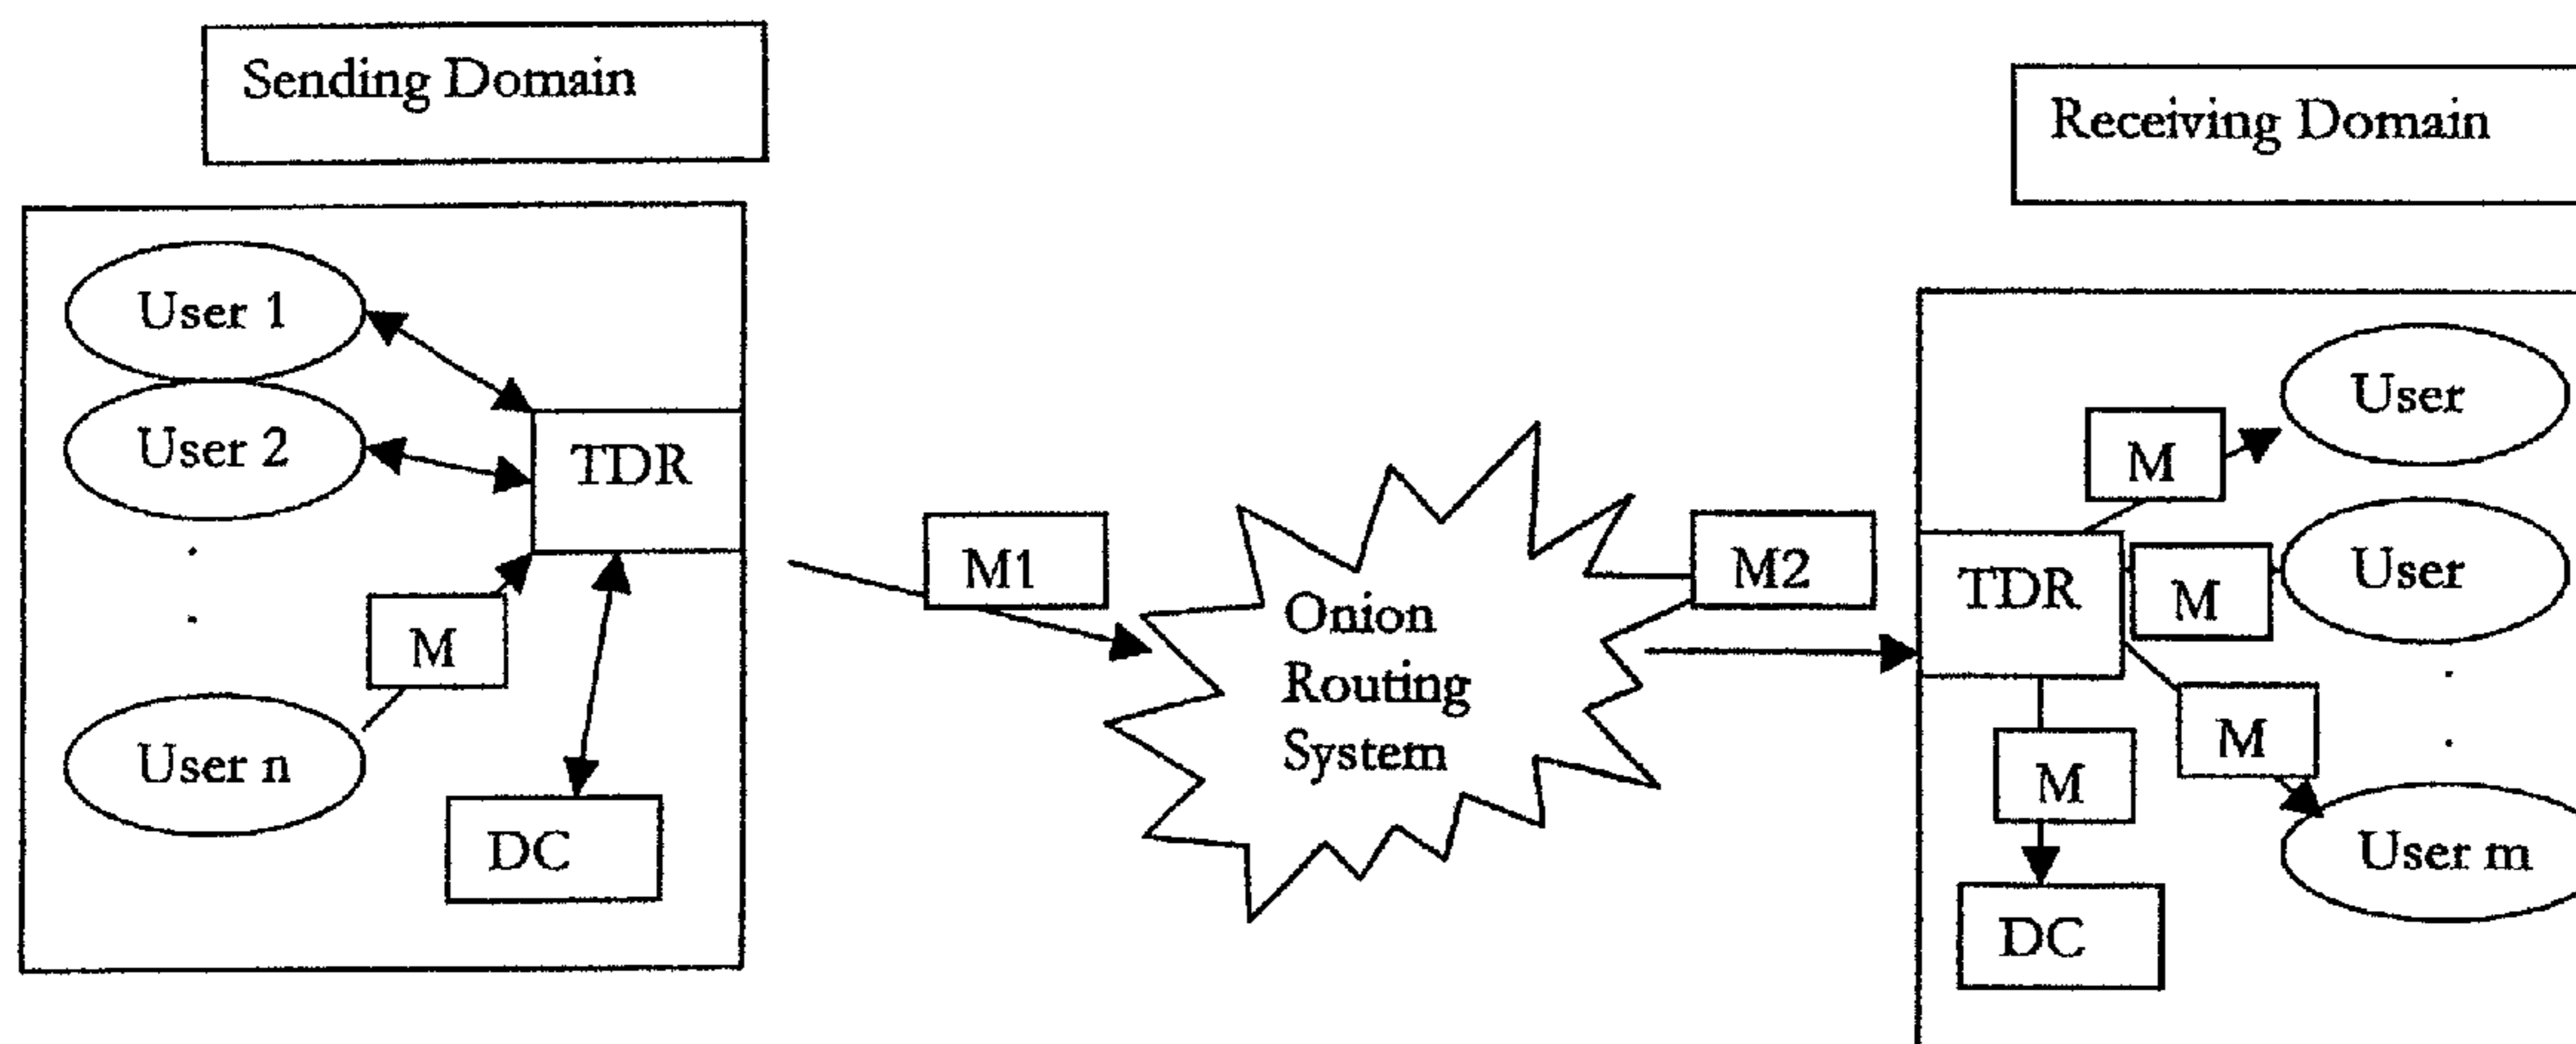 Sending Domain
Receiving Domain
User 1
User 2
TDR
M
User n
DC
M1
Onion
Routing
System
M2
TDR
User
M
User
M
M
User m
M
DC